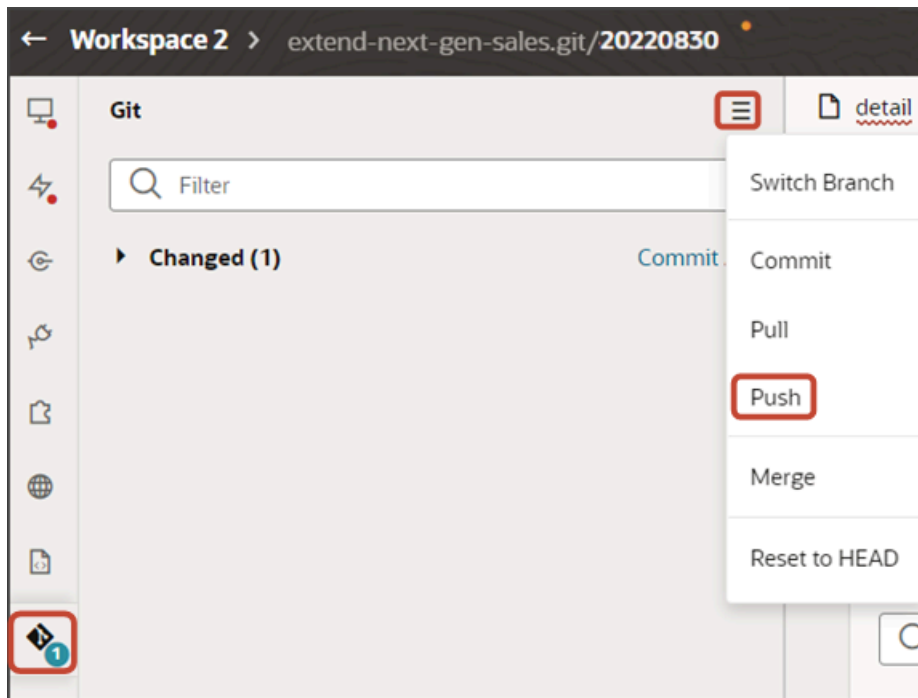 Workspace 2 > extend-next-gen-sales.git/20220830
Git
detail
Filter
Switch Branch
Changed (1)
Commit
Commit
Pull
Push
Merge
Reset to HEAD
1